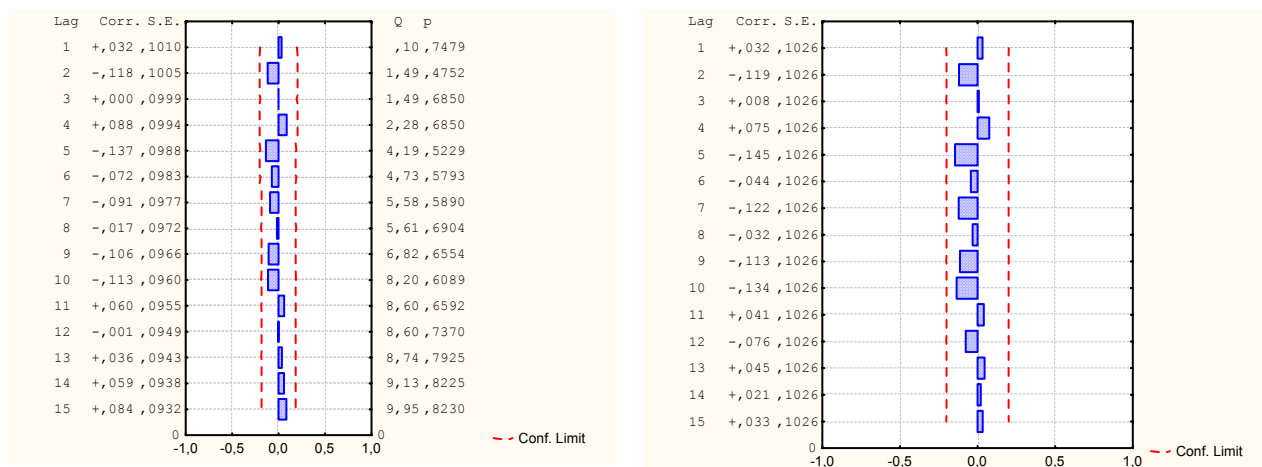 Lag Corr. S.E. Q p
1 +,032 ,1010 ,10 ,7479
2 -,118 ,1005 1,49 ,4752
3 +,000 ,0999 1,49 ,6850
4 +,088 ,0994 2,28 ,6850
5 -,137 ,0988 4,19 ,5229
6 -,072 ,0983 4,73 ,5793
7 -,091 ,0977 5,58 ,5890
8 -,017 ,0972 5,61 ,6904
9 -,106 ,0966 6,82 ,6554
10 -,113 ,0960 8,20 ,6089
11 +,060 ,0955 8,60 ,6592
12 -,001 ,0949 8,60 ,7370
13 +,036 ,0943 8,74 ,7925
14 +,059 ,0938 9,13 ,8225
15 +,084 ,0932 9,95 ,8230
0 0
-1,0 -0,5 0,0 0,5 1,0
Conf. Limit
Lag Corr. S.E.
1 +,032 ,1026
2 -,119 ,1026
3 +,008 ,1026
4 +,075 ,1026
5 -,145 ,1026
6 -,044 ,1026
7 -,122 ,1026
8 -,032 ,1026
9 -,113 ,1026
10 -,134 ,1026
11 +,041 ,1026
12 -,076 ,1026
13 +,045 ,1026
14 +,021 ,1026
15 +,033 ,1026
0
-1,0 -0,5 0,0 0,5 1,0
Conf. Limit